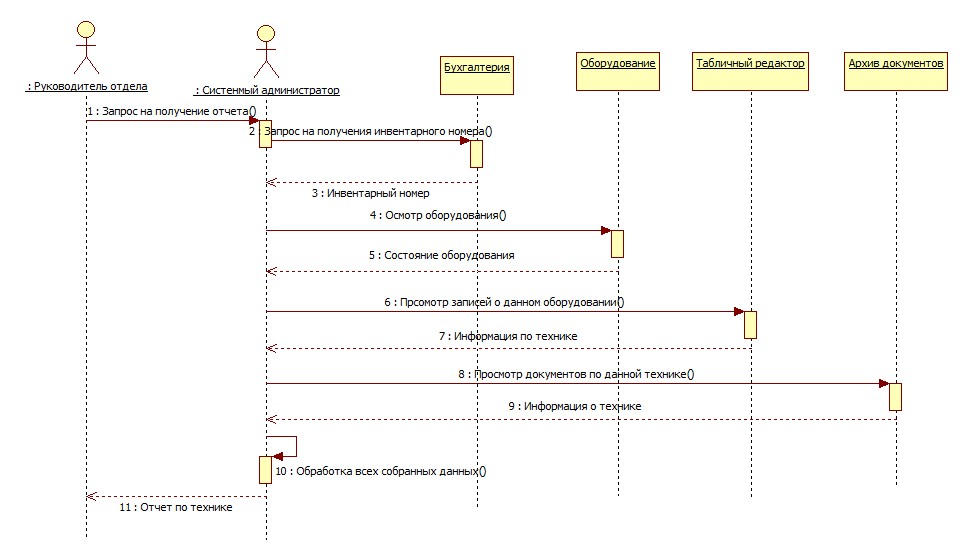 : Руководитель отдела
: Системный администратор
Бухгалтерия
Оборудование
Табличный редактор
Архив документов
1 : Запрос на получение отчета()
2 : Запрос на получения инвентарного номера()
3 : Инвентарный номер
4 : Осмотр оборудования()
5 : Состояние оборудования
6 : Прсомотр записей о данном оборудовании()
7 : Информация по технике
8 : Просмотр документов по данной технике()
9 : Информация о технике
10 : Обработка всех собранных данных()
11 : Отчет по технике